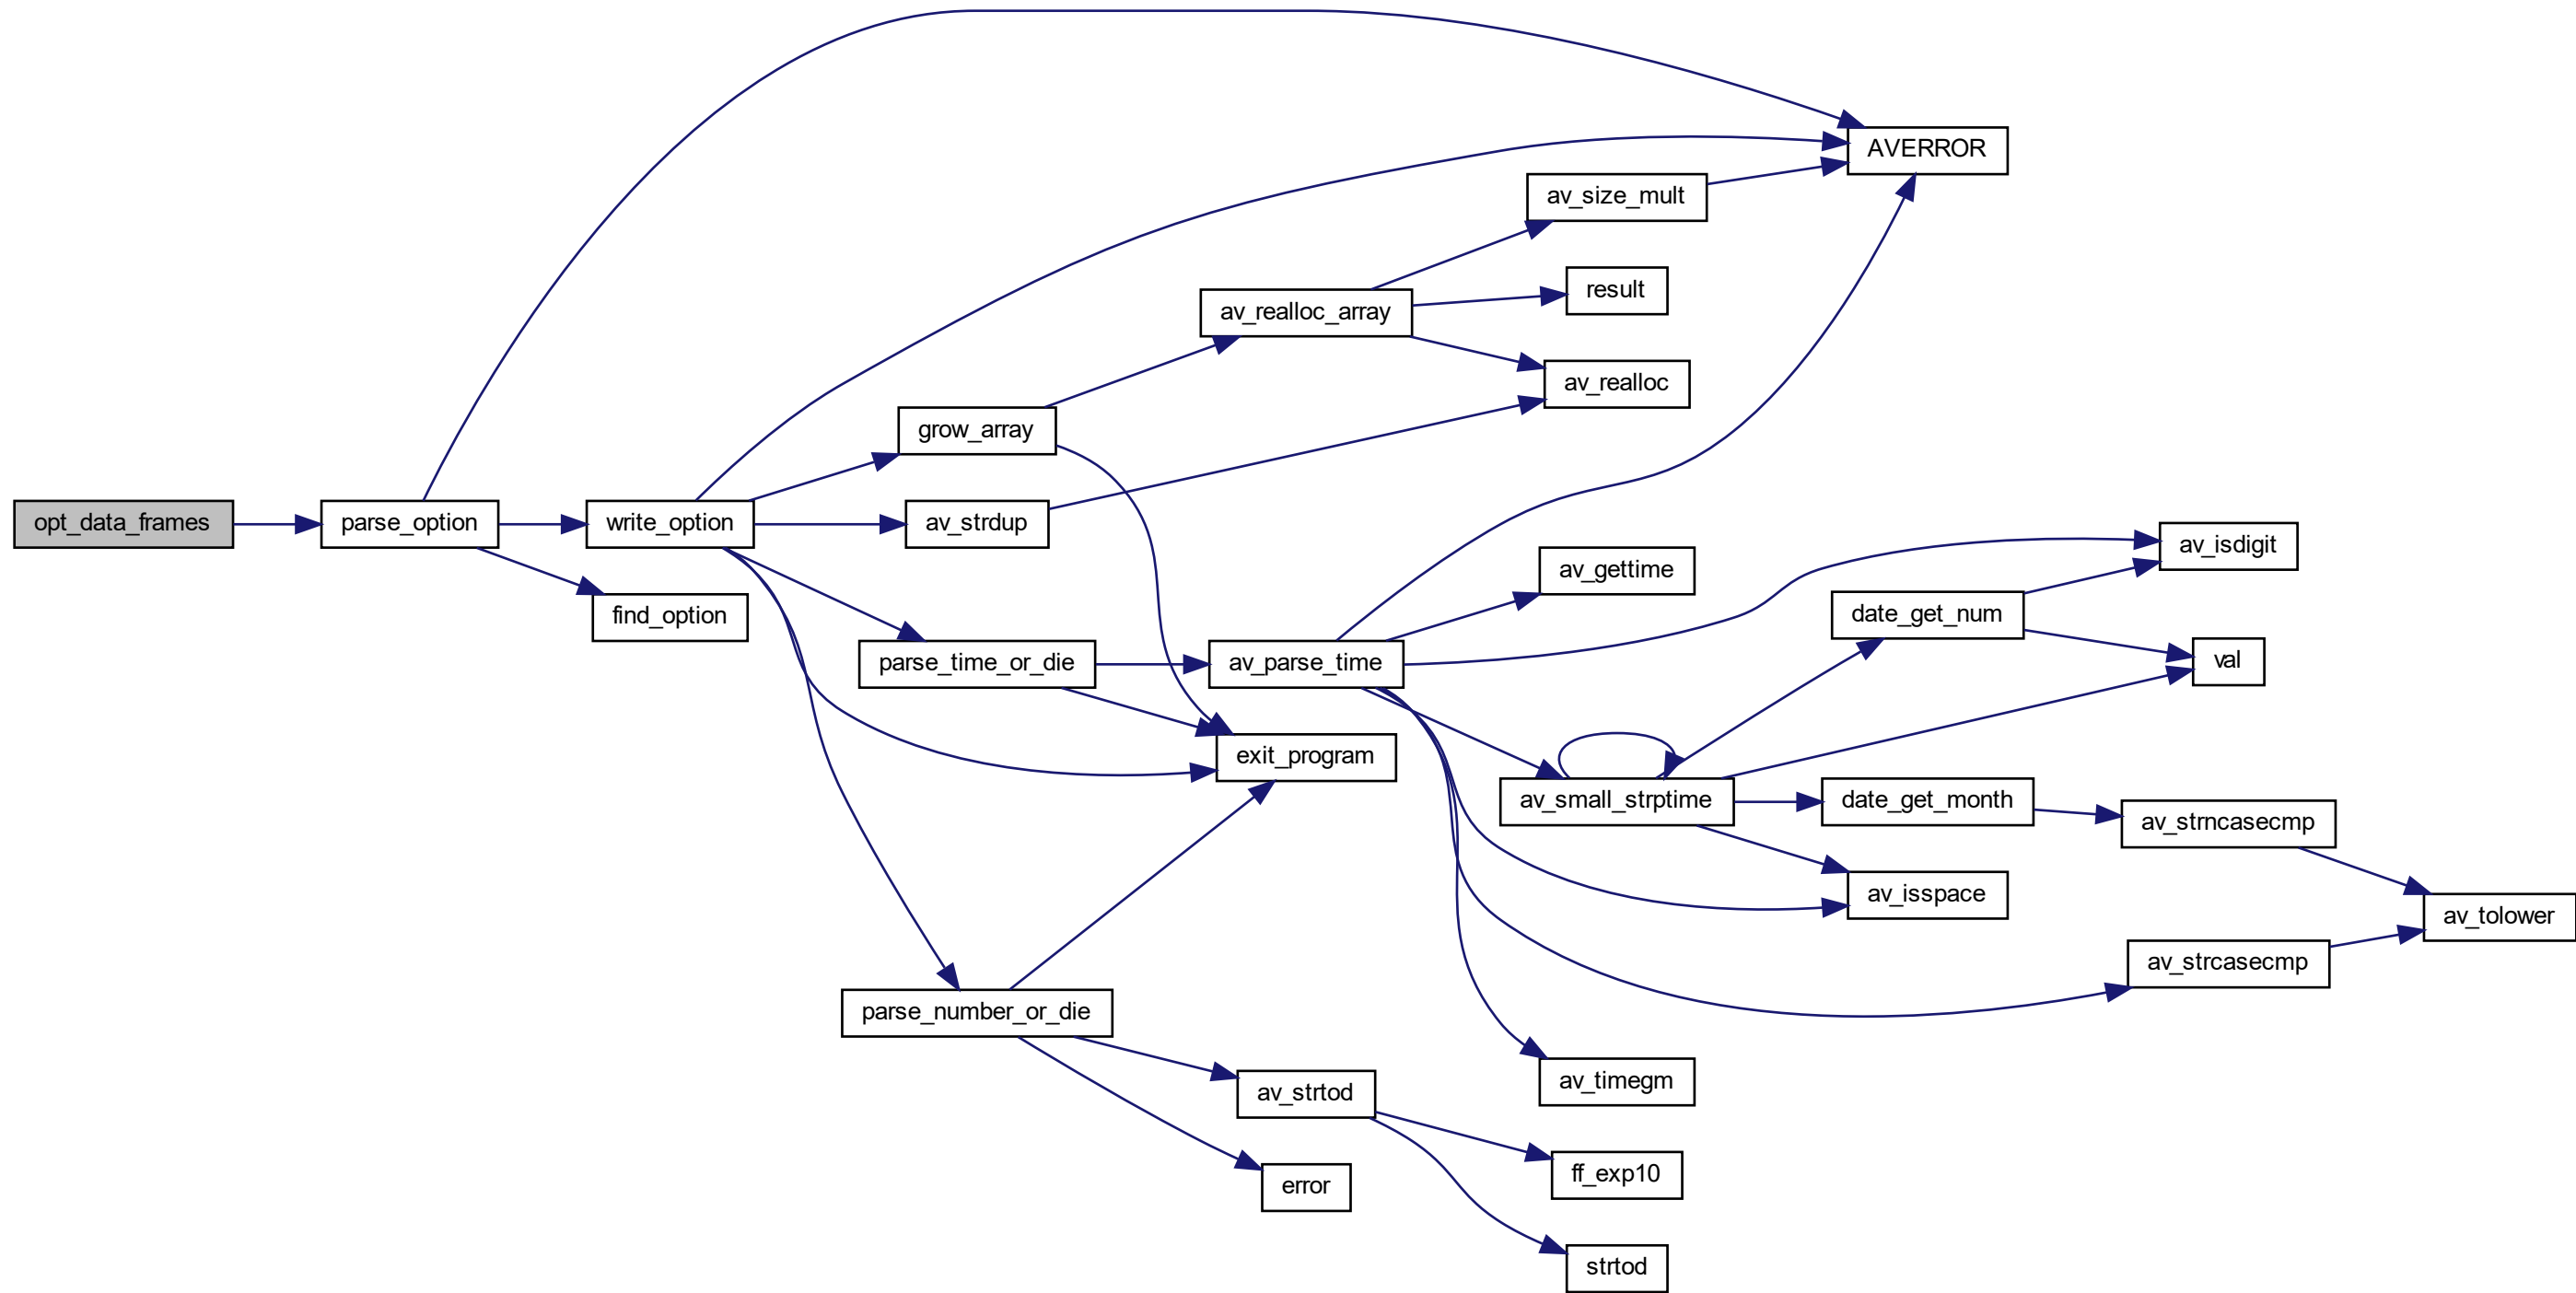 AVERROR
av_size_mult
result
av_realloc_array
av_realloc
grow_array
opt_data_frames
parse_option
write_option
av_strdup
av_isdigit
av_gettime
find_option
date_get_num
parse_time_or_die
av_parse_time
val
exit_program
av_small_strptime
date_get_month
av_strncasecmp
av_isspace
av_tolower
av_strcasecmp
parse_number_or_die
av_timegm
av_strtod
ff_exp10
error
strtod